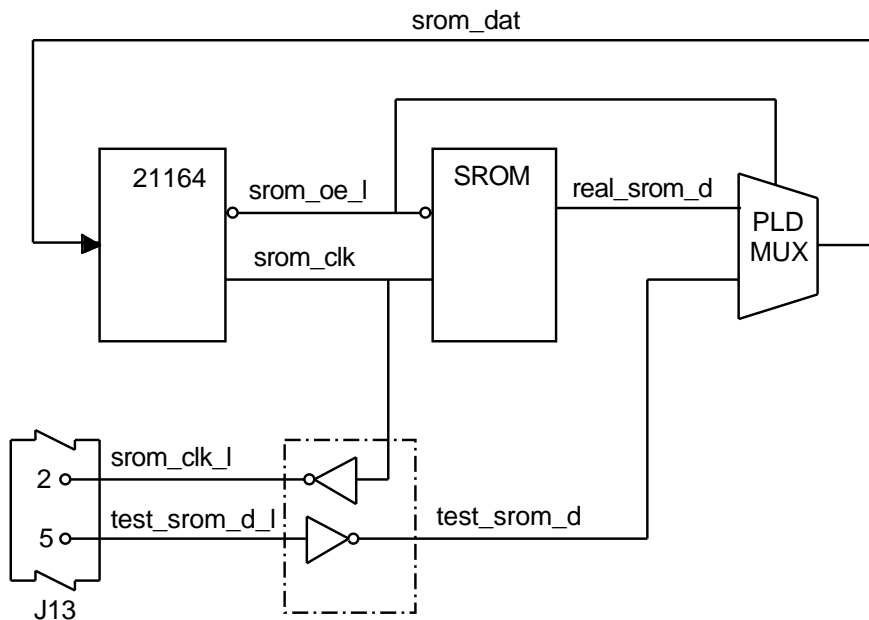 srom_dat
21164
srom_oe_l
SROM
real_srom_d
srom_clk
PLD
MUX
srom_clk_l
2
test_srom_d_l
test_srom_d
5
J13